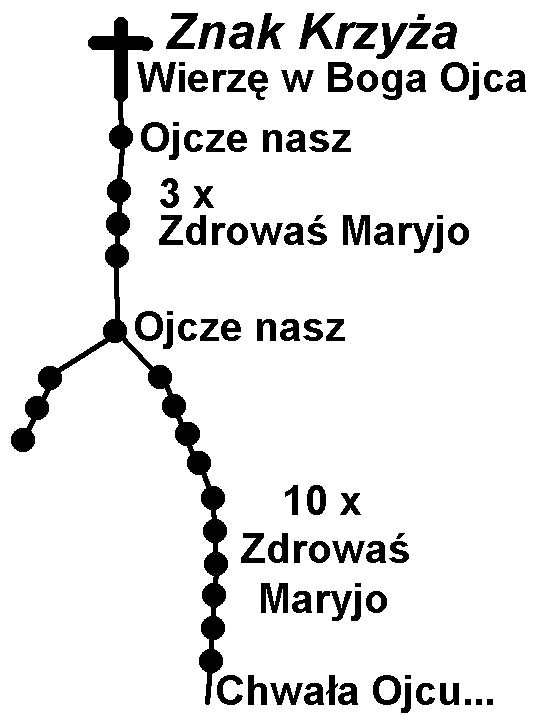 Znak Krzyża
Wierzę w Boga Ojca
Ojcze nasz
3 x
Zdrowaś Maryjo
Ojcze nasz
10 x
Zdrowaś
Maryjo
Chwała Ojcu...